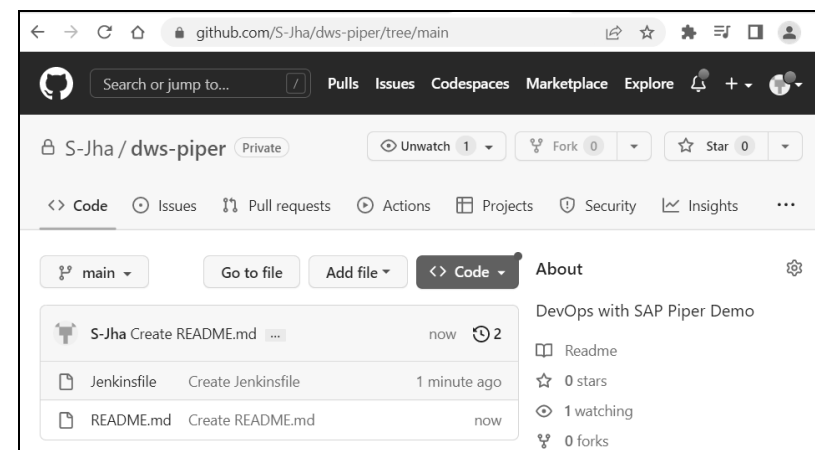 github.com/S-Jha/dws-piper/tree/main
Search or jump to... / Pulls Issues Codespaces Marketplace Explore
S-Jha / dws-piper Private Unwatch 1 Fork 0 Star 0
<> Code Issues Pull requests Actions Projects Security Insights ...
main Go to file Add file <> Code About
DevOps with SAP Piper Demo
S-Jha Create README.md ... now 2
Readme
Jenkinsfile Create Jenkinsfile 1 minute ago 0 stars
1 watching
README.md Create README.md now
0 forks